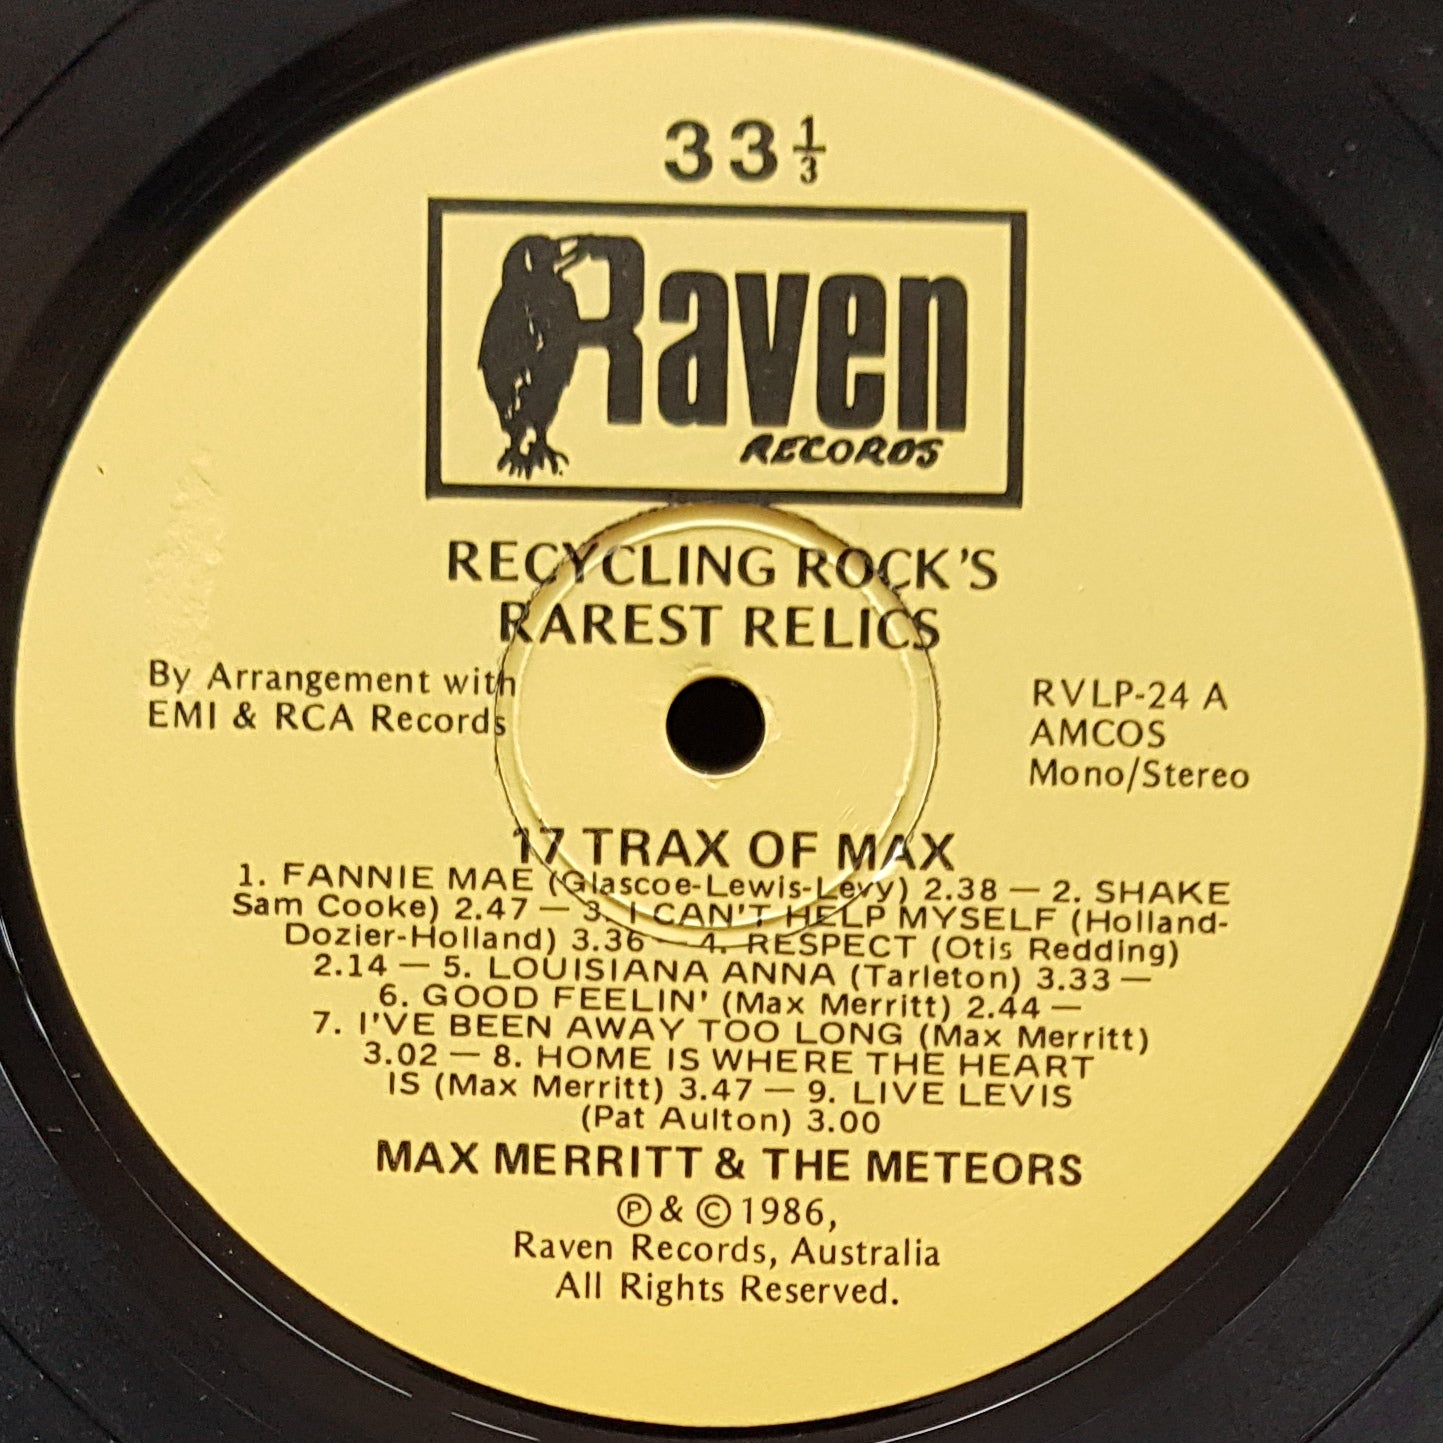 33 1/3
Raven
RECORDS
RECYCLING ROCK'S
RAREST RELICS
By Arrangement with
EMI & RCA Records
RVLP-24 A
AMCOS
Mono/Stereo
17 TRAX OF MAX
1. FANNIE MAE (Glascoe-Lewis-Levy) 2.38 — 2. SHAKE
Sam Cooke) 2.47 — 3. I CAN'T HELP MYSELF (Holland-
Dozier-Holland) 3.36 — 4. RESPECT (Otis Redding)
2.14 — 5. LOUISIANA ANNA (Tarleton) 3.33 —
6. GOOD FEELIN' (Max Merritt) 2.44 —
7. I'VE BEEN AWAY TOO LONG (Max Merritt)
3.02 — 8. HOME IS WHERE THE HEART
IS (Max Merritt) 3.47 — 9. LIVE LEVIS
(Pat Aulton) 3.00
MAX MERRITT & THE METEORS
Ⓟ & © 1986,
Raven Records, Australia
All Rights Reserved.